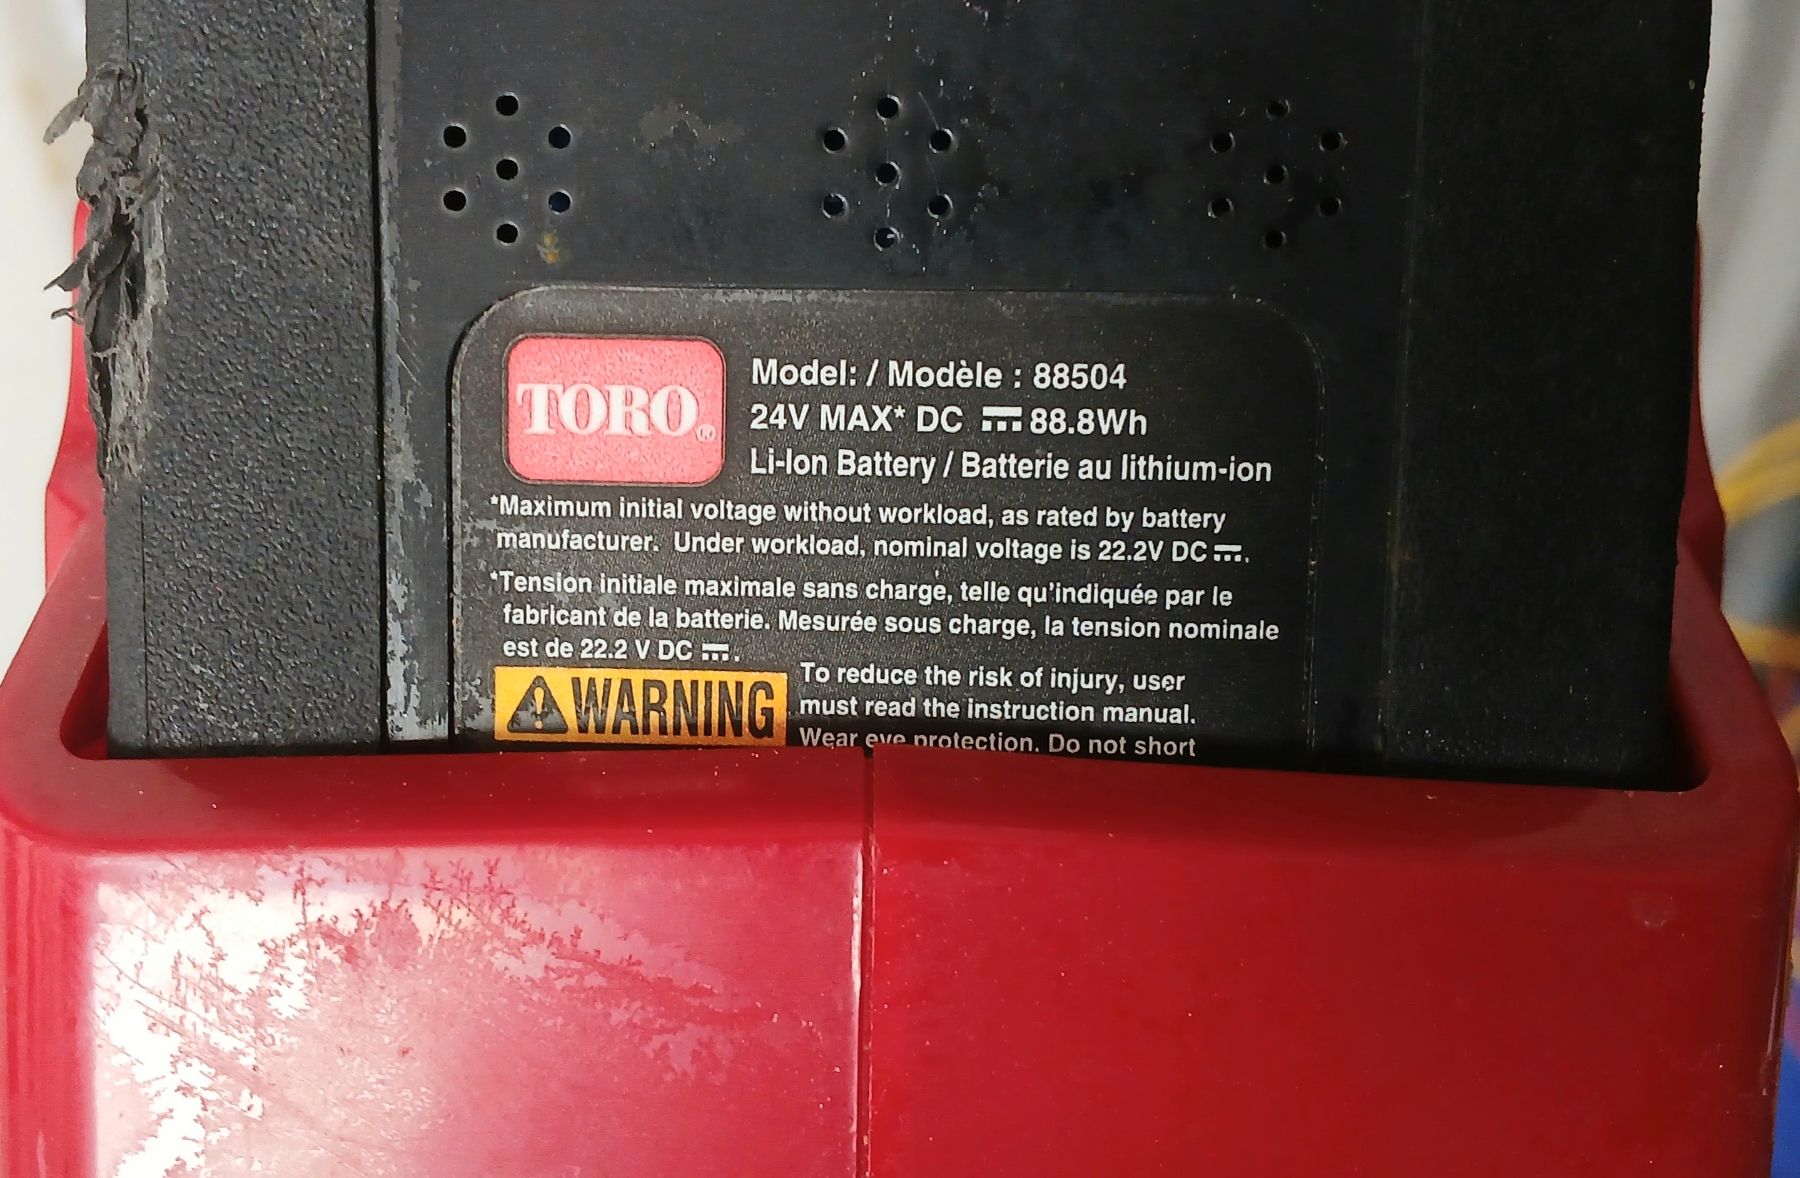 TORO®
Model: / Modèle : 88504
24V MAX* DC ⎓ 88.8Wh
Li-Ion Battery / Batterie au lithium-ion
*Maximum initial voltage without workload, as rated by battery
manufacturer. Under workload, nominal voltage is 22.2V DC ⎓.
*Tension initiale maximale sans charge, telle qu'indiquée par le
fabricant de la batterie. Mesurée sous charge, la tension nominale
est de 22.2 V DC ⎓.
⚠WARNING
To reduce the risk of injury, user
must read the instruction manual.
Wear eye protection. Do not short